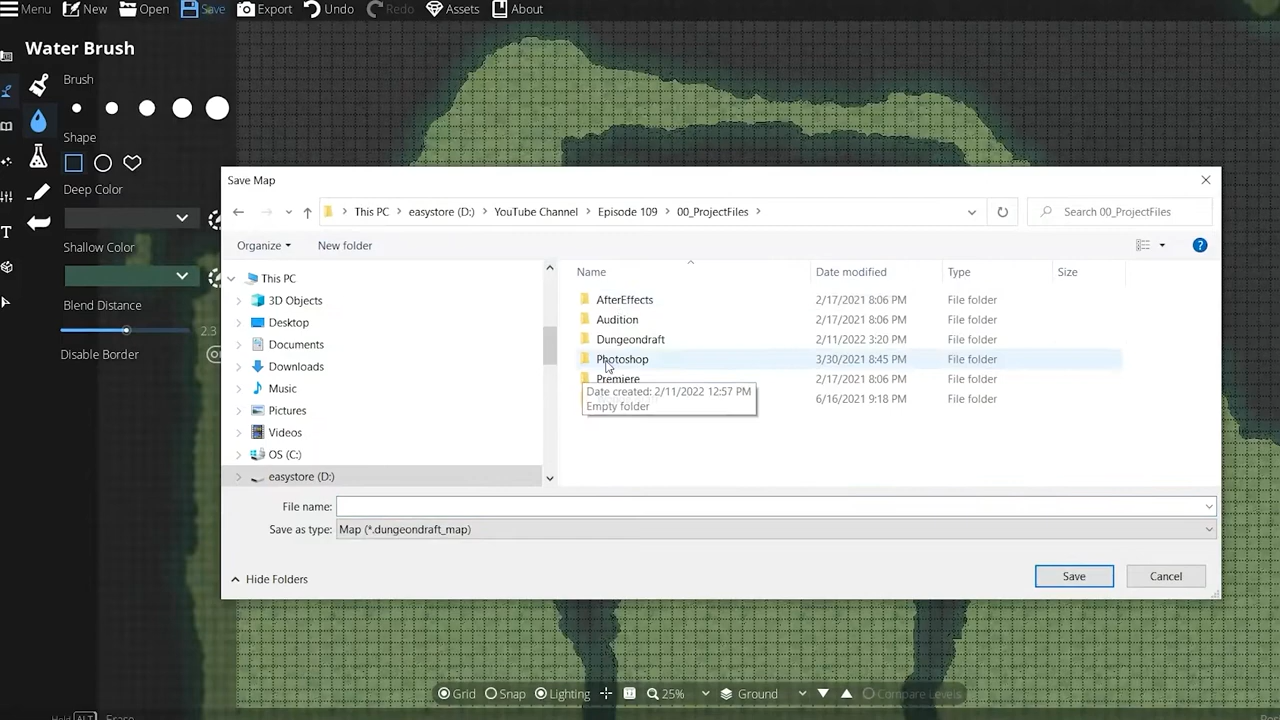 Menu New Open Save Export Undo Redo Assets About
Water Brush
Brush
Shape
Deep Color
Shallow Color
Blend Distance
2.3
Disable Border
Save Map
This PC easystore (D:) YouTube Channel Episode 109 00_ProjectFiles
Search 00_ProjectFiles
Organize New folder
This PC
3D Objects
Desktop
Documents
Downloads
Music
Pictures
Videos
OS (C:)
easystore (D:)
Name Date modified Type Size
AfterEffects 2/17/2021 8:06 PM File folder
Audition 2/17/2021 8:06 PM File folder
Dungeondraft 2/11/2022 3:20 PM File folder
Photoshop 3/30/2021 8:45 PM File folder
Premiere 2/17/2021 8:06 PM File folder
6/16/2021 9:18 PM File folder
Date created: 2/11/2022 12:57 PM
Empty folder
File name:
Save as type: Map (*.dungeondraft_map)
Hide Folders
Save Cancel
Grid Snap Lighting 25% Ground Compare Levels
Hold ALT Erase